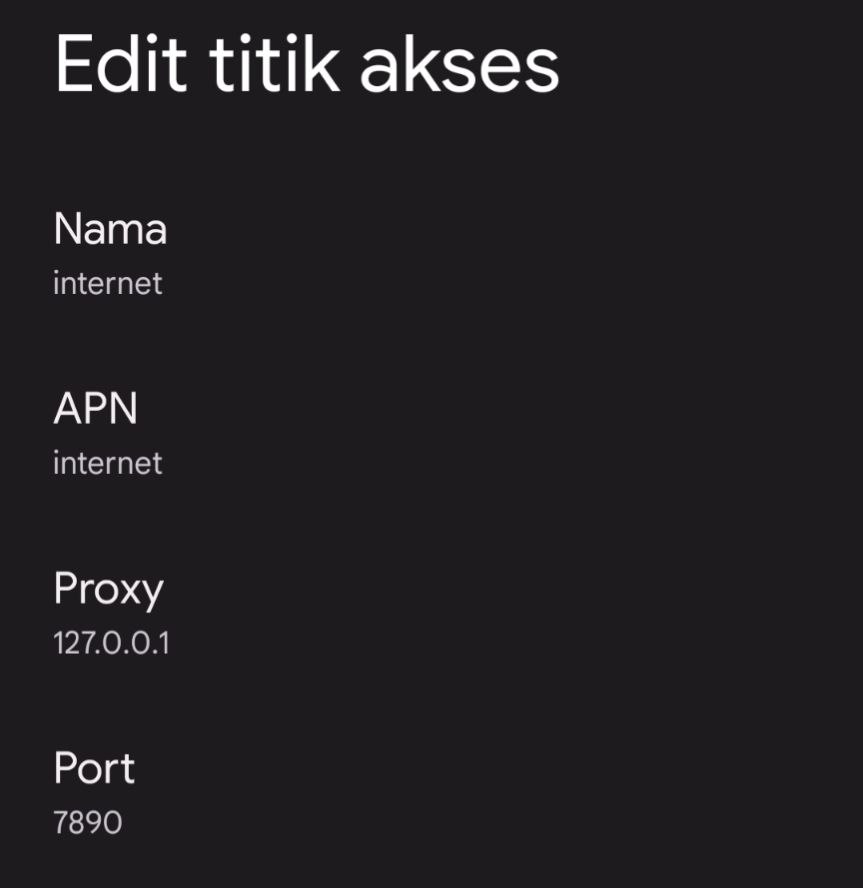 Edit titik akses
Nama
internet
APN
internet
Proxy
127.0.0.1
Port
7890